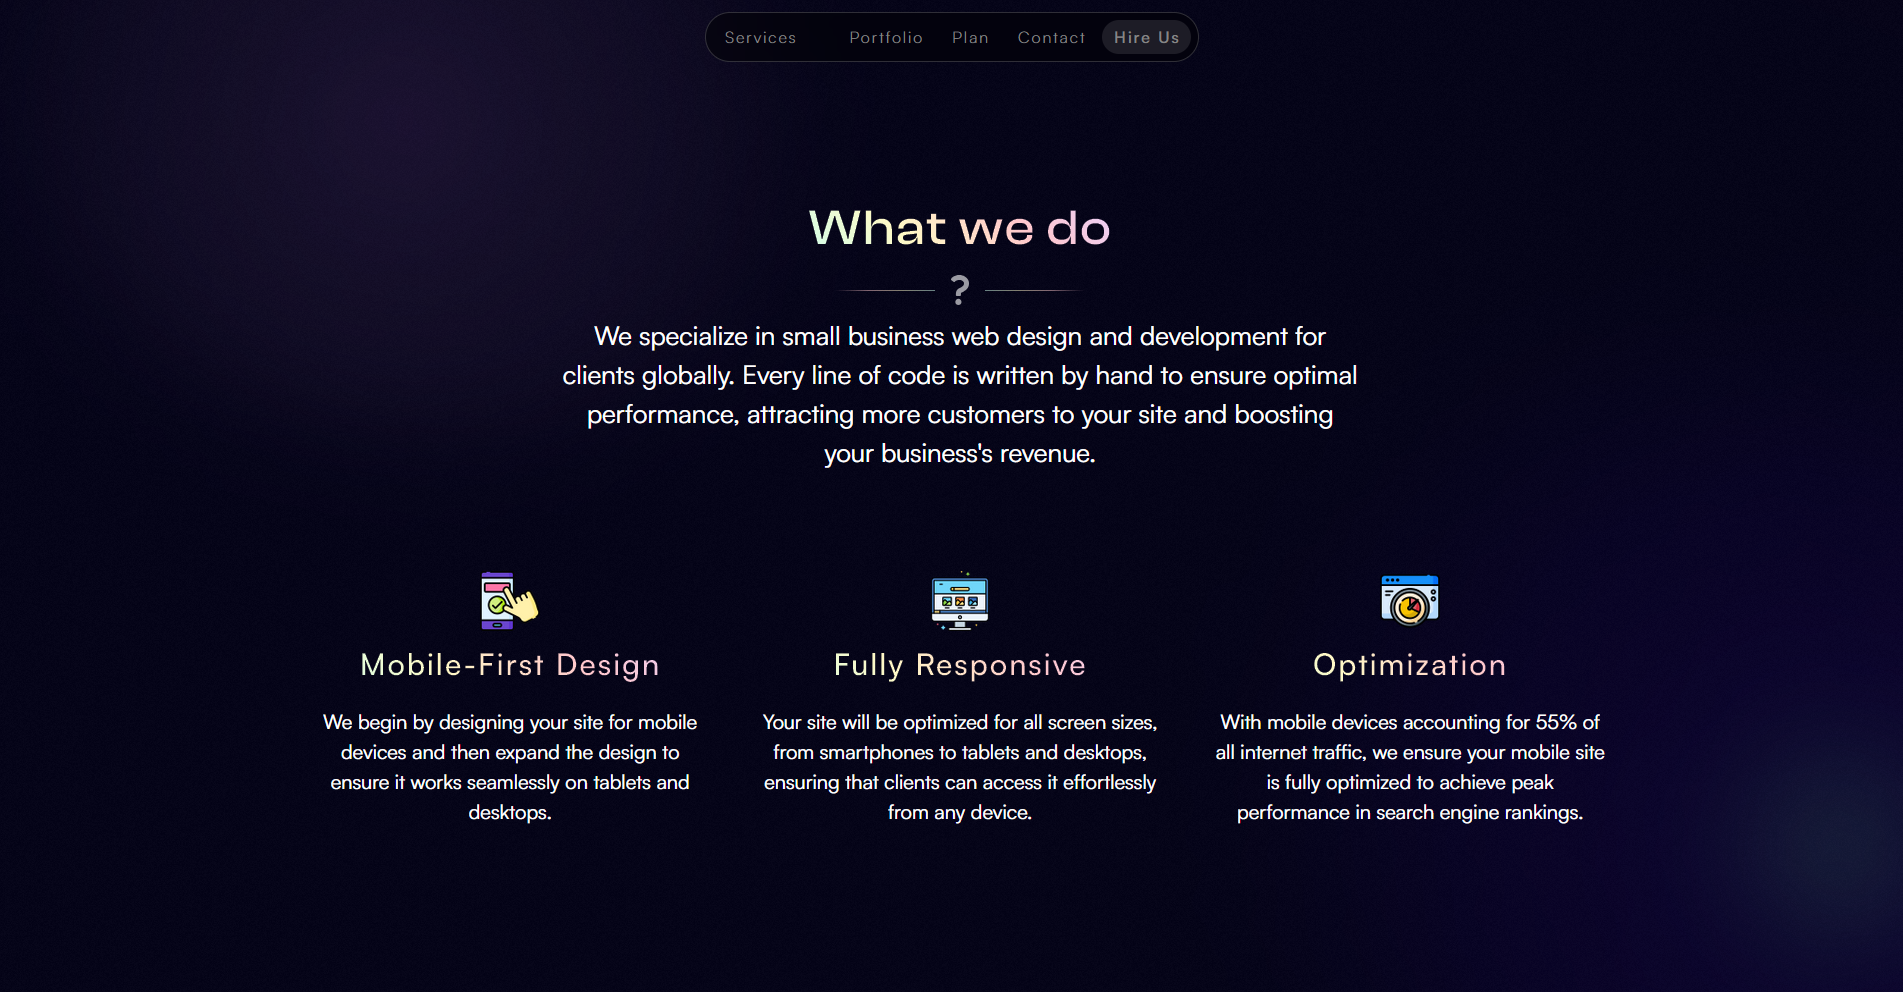 Services Portfolio Plan Contact Hire Us
What we do
?
We specialize in small business web design and development for
clients globally. Every line of code is written by hand to ensure optimal
performance, attracting more customers to your site and boosting
your business's revenue.
Mobile-First Design
We begin by designing your site for mobile
devices and then expand the design to
ensure it works seamlessly on tablets and
desktops.
Fully Responsive
Your site will be optimized for all screen sizes,
from smartphones to tablets and desktops,
ensuring that clients can access it effortlessly
from any device.
Optimization
With mobile devices accounting for 55% of
all internet traffic, we ensure your mobile site
is fully optimized to achieve peak
performance in search engine rankings.